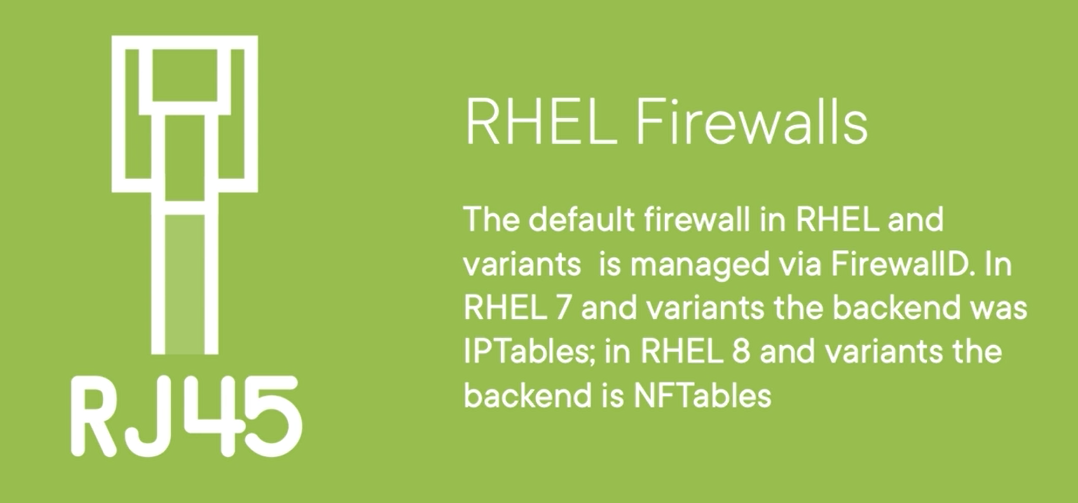 RJ45
RHEL Firewalls
The default firewall in RHEL and
variants is managed via FirewallD. In
RHEL 7 and variants the backend was
IPTables; in RHEL 8 and variants the
backend is NFTables